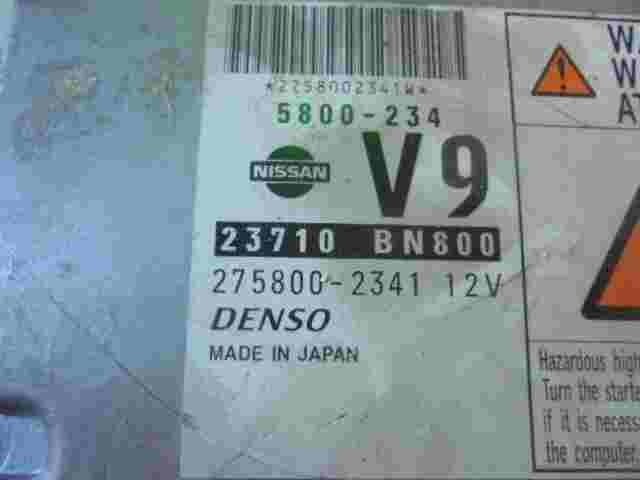 *2258002341W*
5800-234
NISSAN
V9
23710 BN800
275800-2341 12V
DENSO
MADE IN JAPAN
Hazardous high
Turn the starte
if it is necess
the computer.